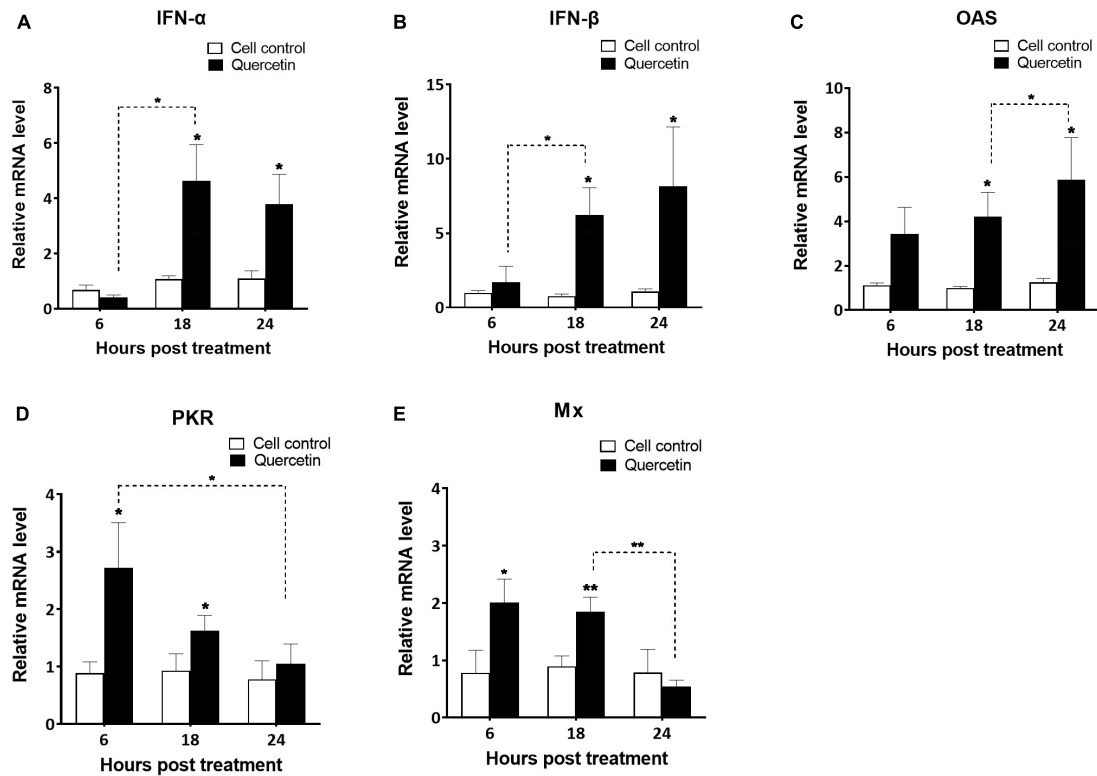 A
IFN-α
Cell control
Quercetin
Relative mRNA level
8
6
4
2
0
*
*
*
6 18 24
Hours post treatment
B
IFN-β
Cell control
Quercetin
Relative mRNA level
15
10
5
0
*
*
*
6 18 24
Hours post treatment
C
OAS
Cell control
Quercetin
Relative mRNA level
10
8
6
4
2
0
*
*
*
6 18 24
Hours post treatment
D
PKR
Cell control
Quercetin
Relative mRNA level
4
3
2
1
0
*
*
*
6 18 24
Hours post treatment
E
Mx
Cell control
Quercetin
Relative mRNA level
4
3
2
1
0
**
*
**
6 18 24
Hours post treatment